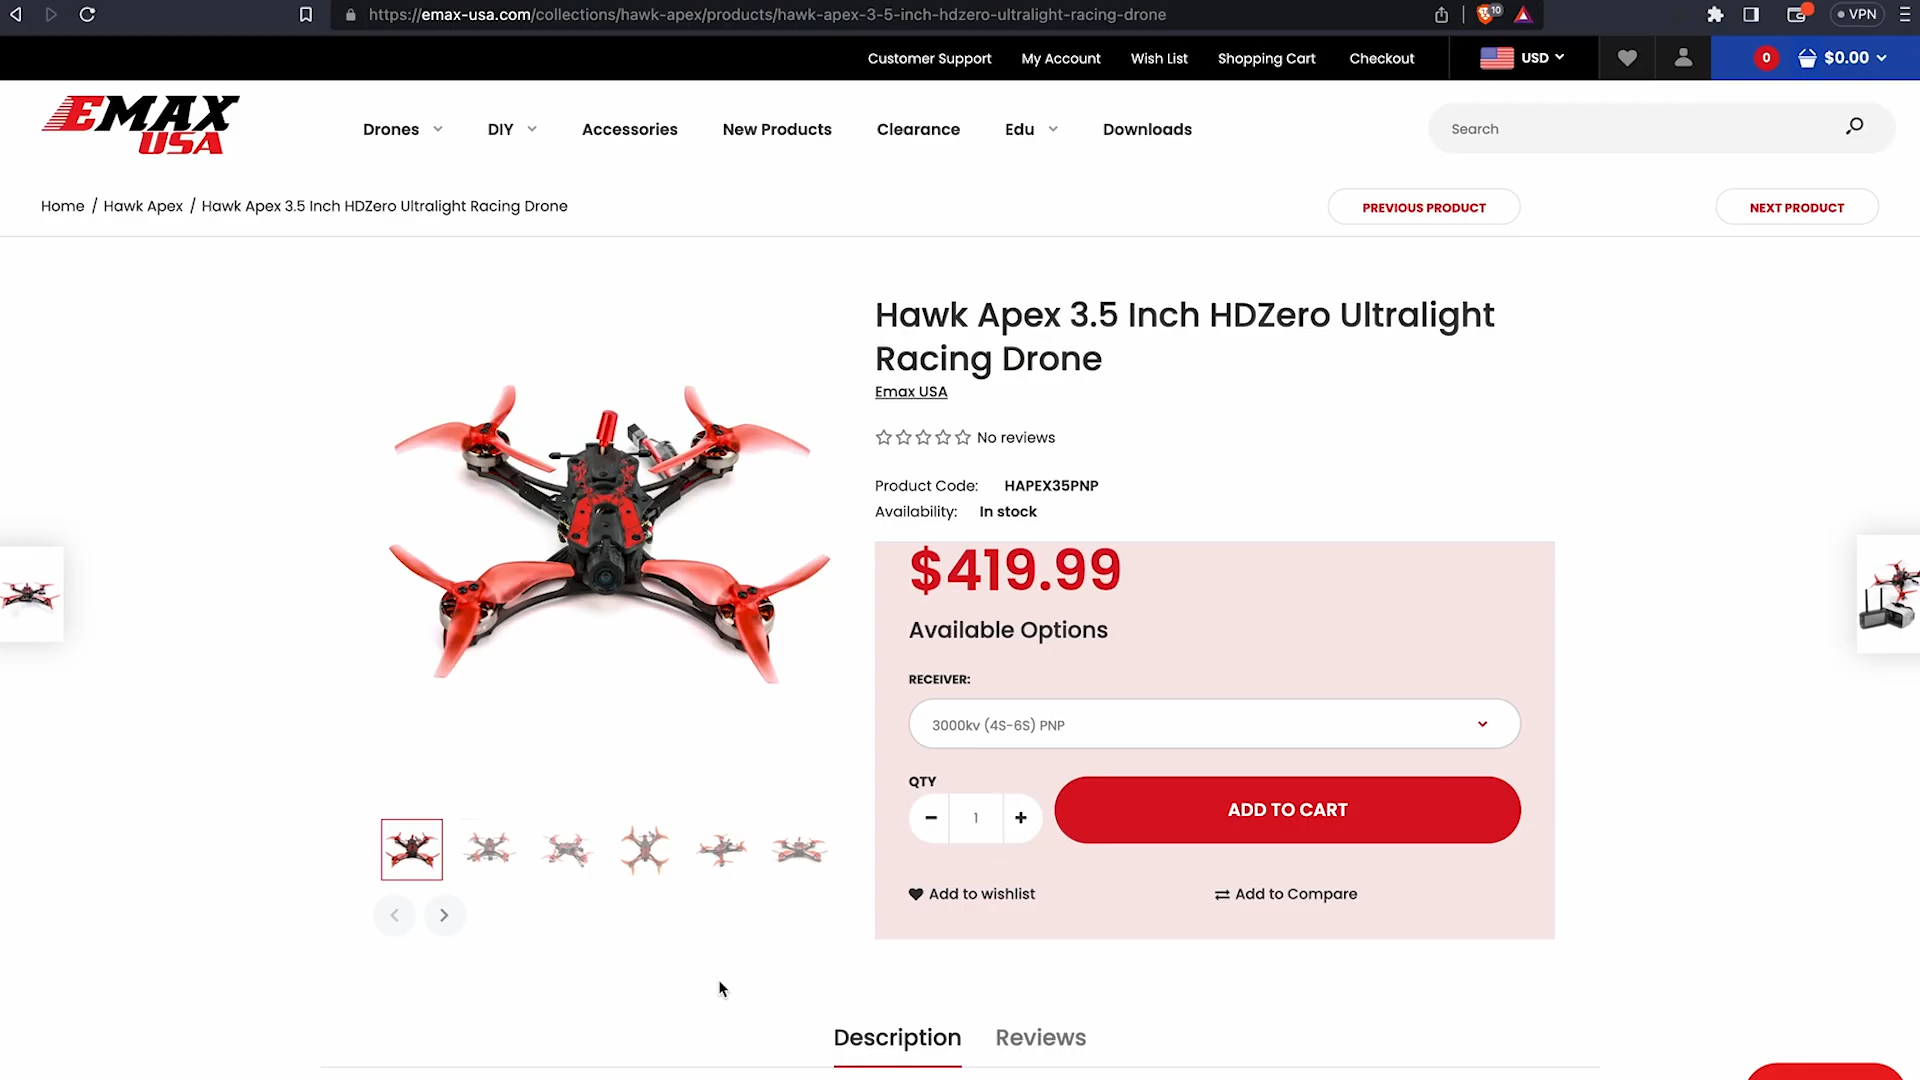 https://emax-usa.com/collections/hawk-apex/products/hawk-apex-3-5-inch-hdzero-ultralight-racing-drone
10
VPN
Customer Support
My Account
Wish List
Shopping Cart
Checkout
USD
0
$0.00
EMAX
USA
Drones
DIY
Accessories
New Products
Clearance
Edu
Downloads
Search
Home / Hawk Apex / Hawk Apex 3.5 Inch HDZero Ultralight Racing Drone
PREVIOUS PRODUCT
NEXT PRODUCT
Hawk Apex 3.5 Inch HDZero Ultralight
Racing Drone
Emax USA
No reviews
Product Code: HAPEX35PNP
Availability: In stock
$419.99
Available Options
RECEIVER:
3000kv (4S-6S) PNP
QTY
1
ADD TO CART
Add to wishlist
Add to Compare
Description
Reviews